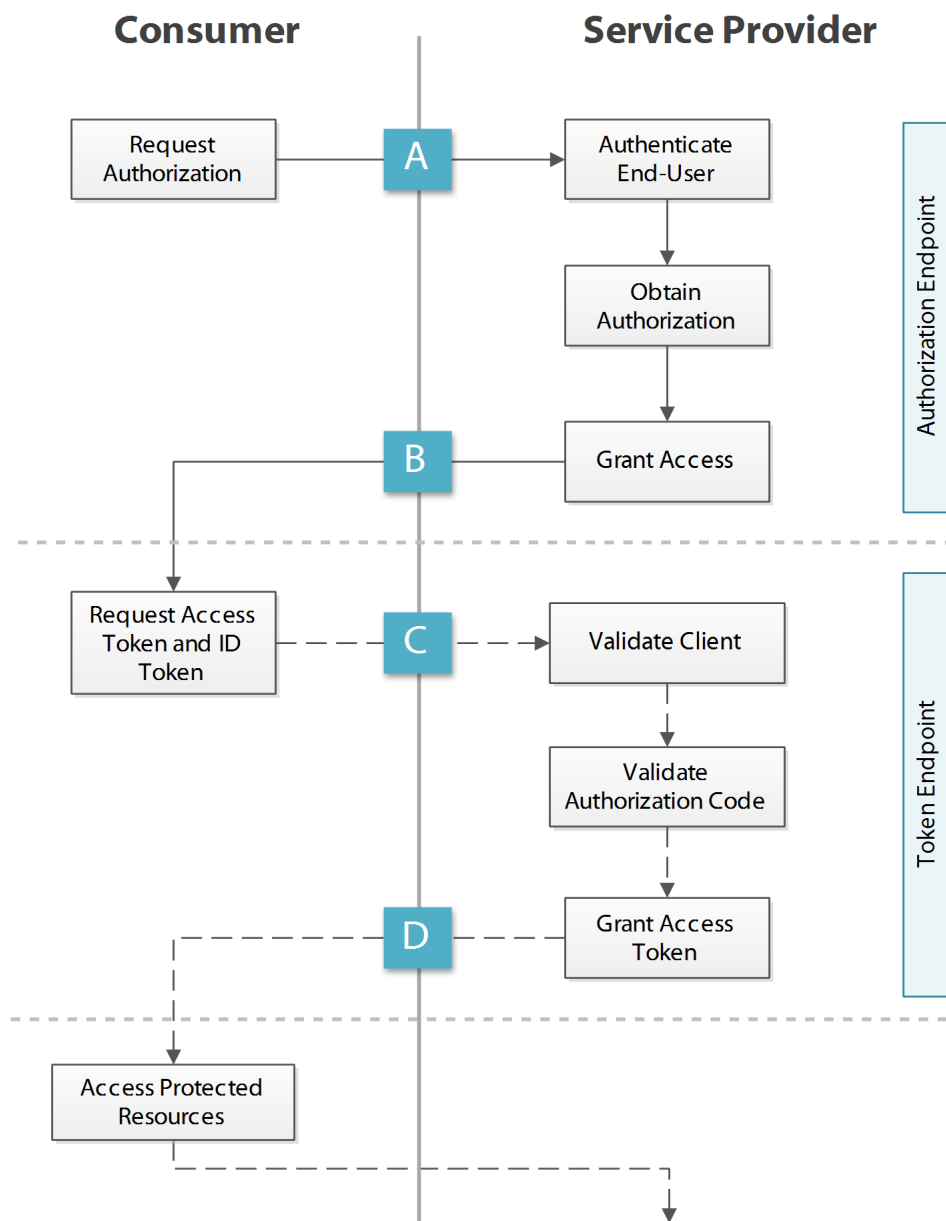 Consumer
Service Provider
Request
Authorization
A
Authenticate
End-User
Obtain
Authorization
B
Grant Access
Authorization Endpoint
Request Access
Token and ID
Token
C
Validate Client
Validate
Authorization Code
D
Grant Access
Token
Token Endpoint
Access Protected
Resources